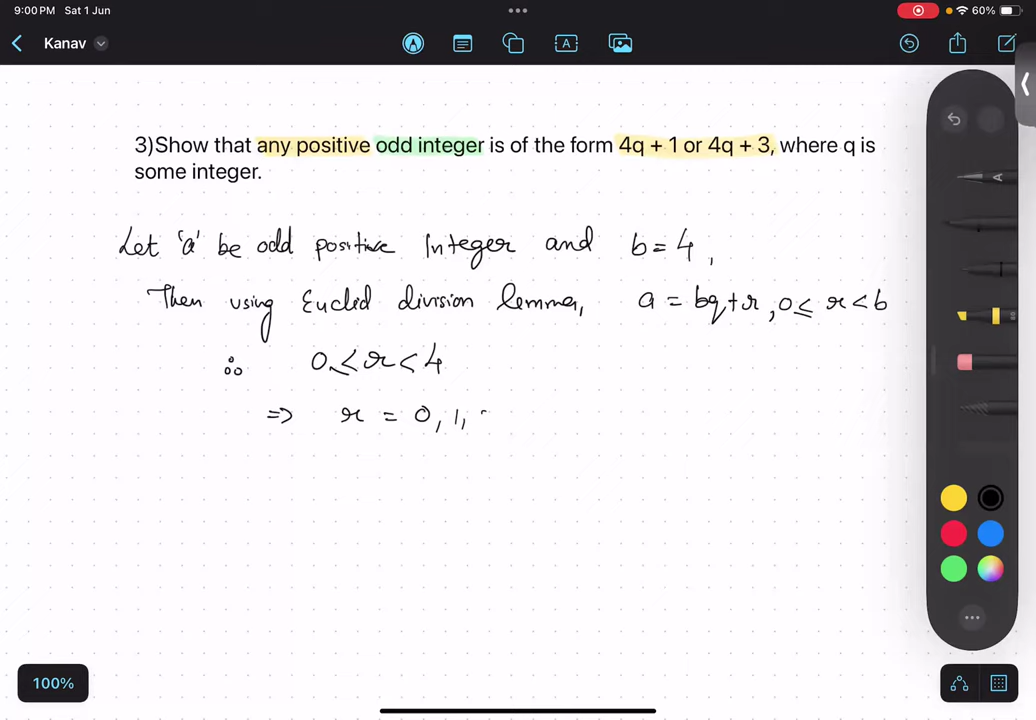 9:00 PM Sat 1 Jun
60%
Kanav
A
3)Show that any positive odd integer is of the form 4q + 1 or 4q + 3, where q is
some integer.
Let 'a' be odd positive Integer and b = 4,
Then using Euclid division lemma, a = bq + r, 0 ≤ r < b
∴ 0 ≤ r < 4
⇒ r = 0, 1,
100%